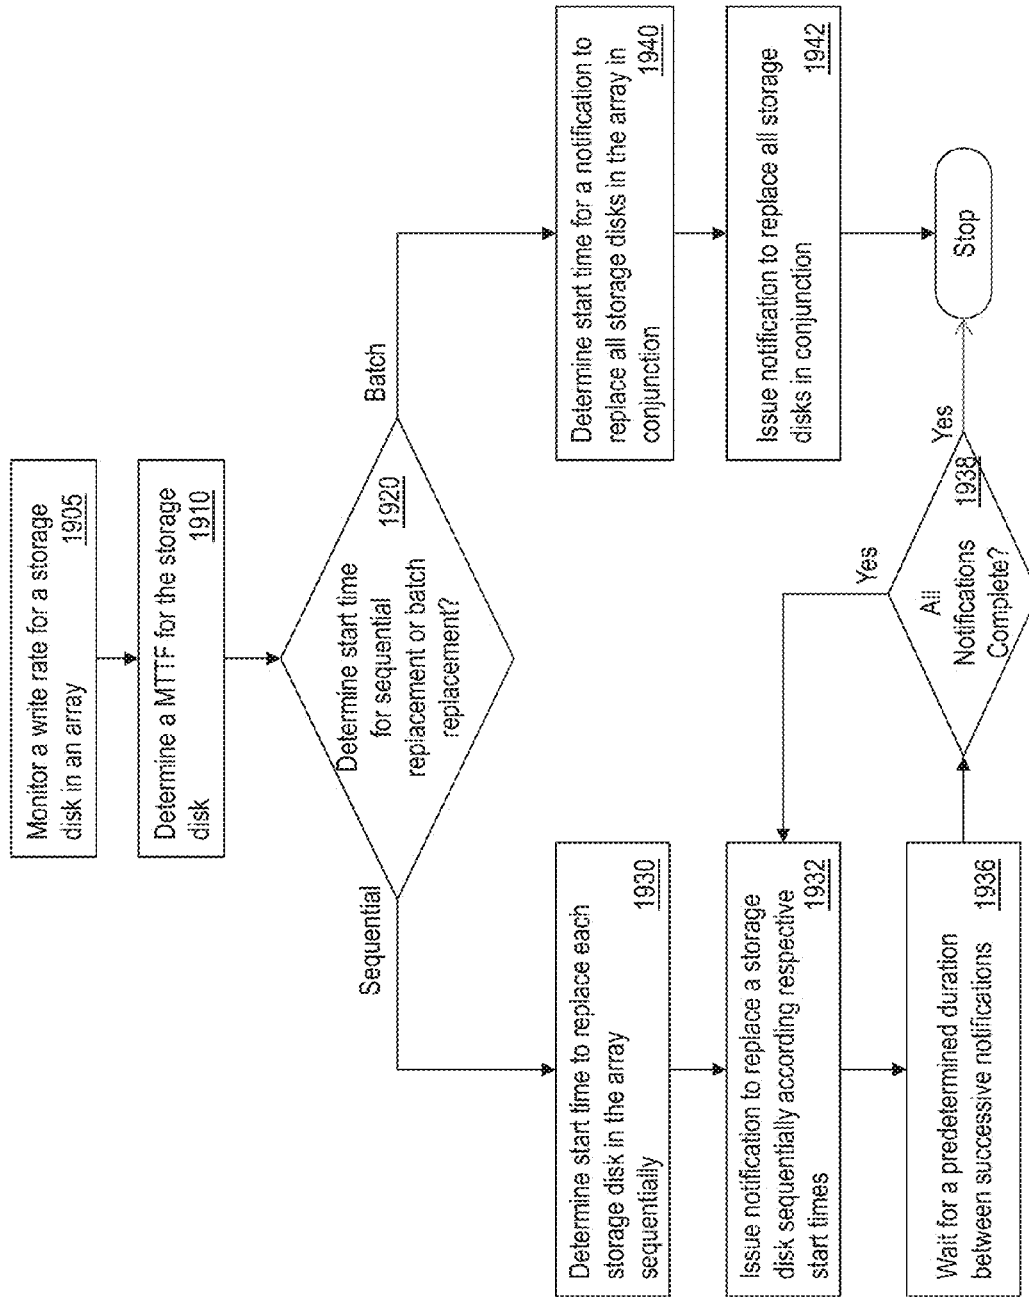 Monitor a write rate for a storage
disk in an array
1905
Determine a MTTF for the storage
disk
1910
Determine start time
for sequential
replacement or batch
replacement?
1920
Sequential
Batch
Determine start time to replace each
storage disk in the array
sequentially
1930
Issue notification to replace a storage
disk sequentially according respective
start times
1932
Wait for a predetermined duration
between successive notifications
1936
All
Notifications
Complete?
1938
Yes
Yes
Determine start time for a notification to
replace all storage disks in the array in
conjunction
1940
Issue notification to replace all storage
disks in conjunction
1942
Stop